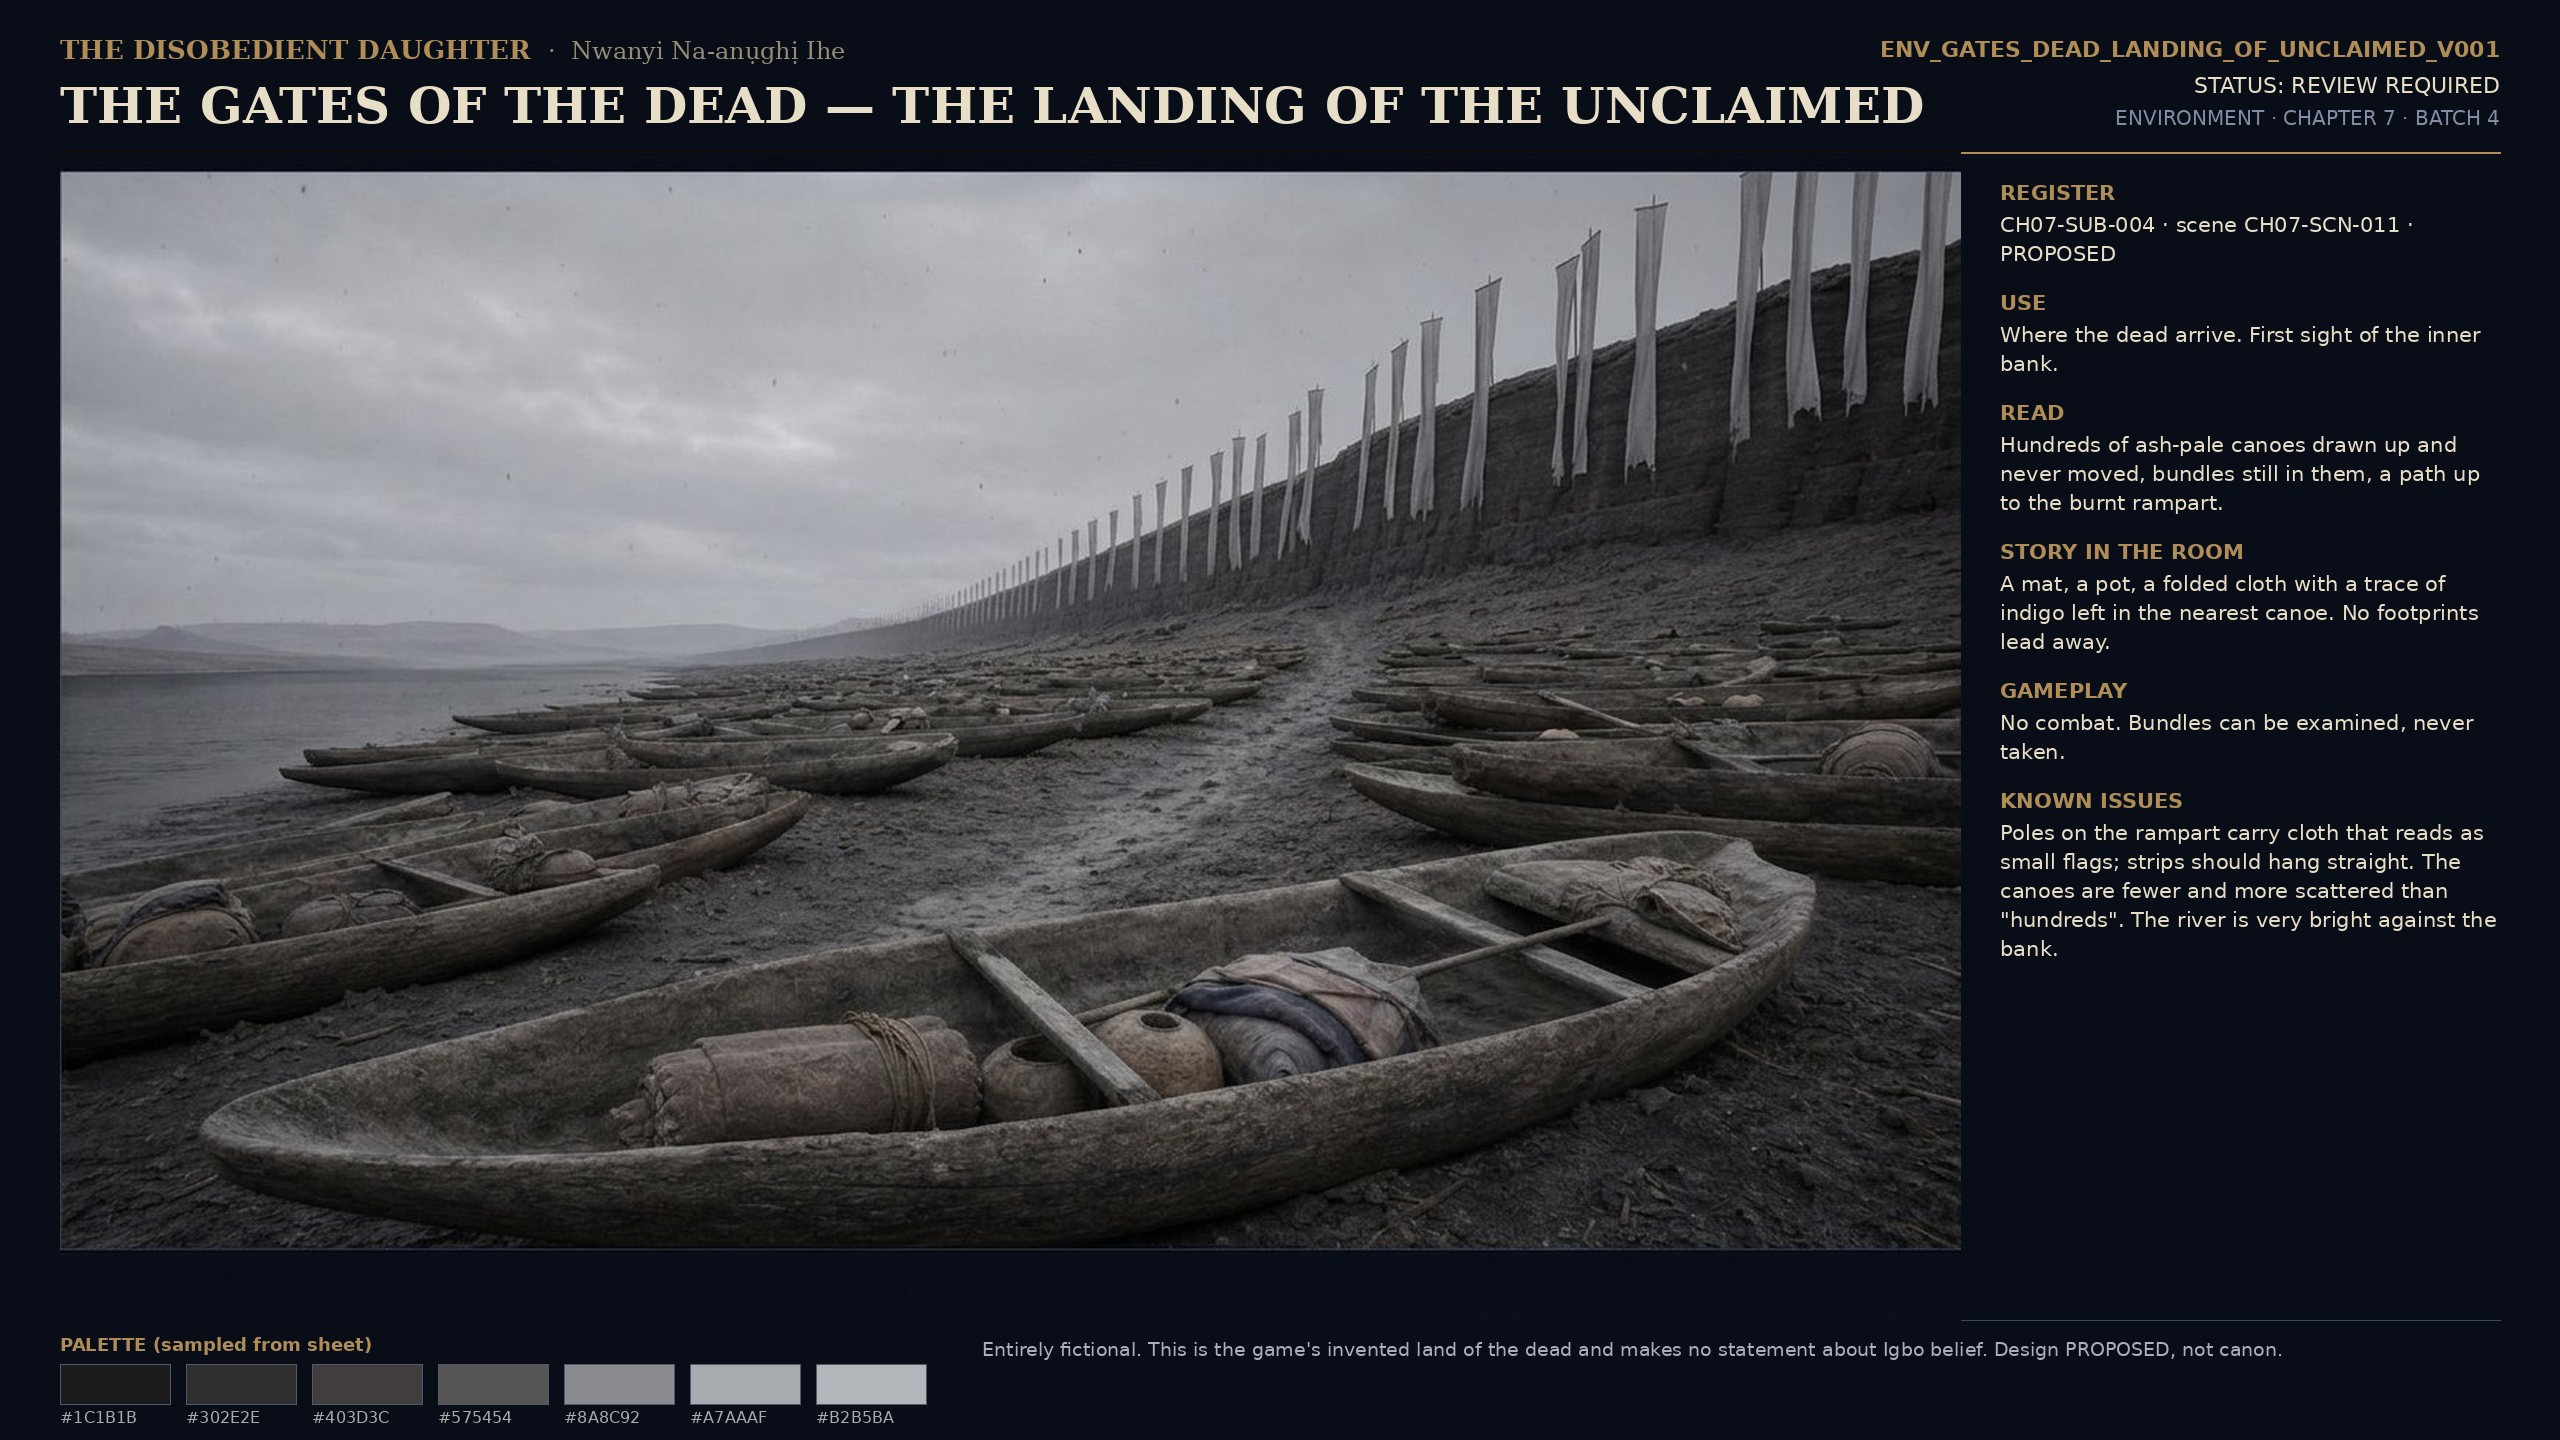 THE DISOBEDIENT DAUGHTER · Nwanyi Na-anụghị Ihe
THE GATES OF THE DEAD — THE LANDING OF THE UNCLAIMED
ENV_GATES_DEAD_LANDING_OF_UNCLAIMED_V001
STATUS: REVIEW REQUIRED
ENVIRONMENT · CHAPTER 7 · BATCH 4
REGISTER
CH07-SUB-004 · scene CH07-SCN-011 ·
PROPOSED
USE
Where the dead arrive. First sight of the inner
bank.
READ
Hundreds of ash-pale canoes drawn up and
never moved, bundles still in them, a path up
to the burnt rampart.
STORY IN THE ROOM
A mat, a pot, a folded cloth with a trace of
indigo left in the nearest canoe. No footprints
lead away.
GAMEPLAY
No combat. Bundles can be examined, never
taken.
KNOWN ISSUES
Poles on the rampart carry cloth that reads as
small flags; strips should hang straight. The
canoes are fewer and more scattered than
"hundreds". The river is very bright against the
bank.
PALETTE (sampled from sheet)
#1C1B1B #302E2E #403D3C #575454 #8A8C92 #A7AAAF #B2B5BA
Entirely fictional. This is the game's invented land of the dead and makes no statement about Igbo belief. Design PROPOSED, not canon.